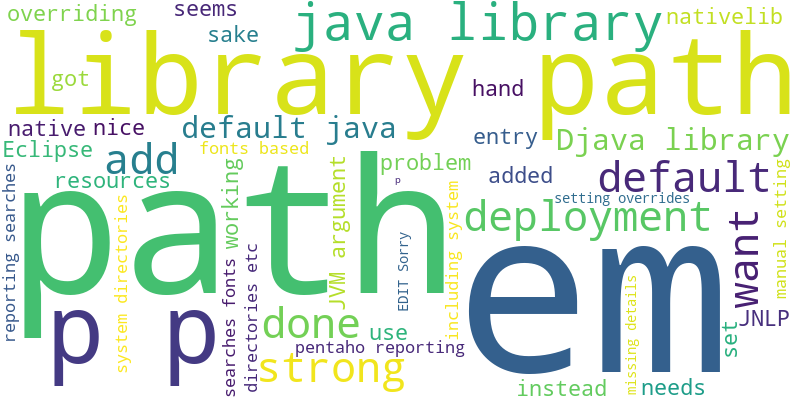 overriding
seems
sake
java library
nativelib
got
library path
hand
native
nice
default java
entry
Djava library
Eclipse
add
fonts based
problem
resources
p
added
default
setting overrides
reporting searches
path
working
JVM argument
including system
deployment
want
manual setting
system directories
EDIT Sorry
em
p p
searches fonts
directories etc
done
use
missing details
set
JNLP
pentaho reporting
strong
instead
needs